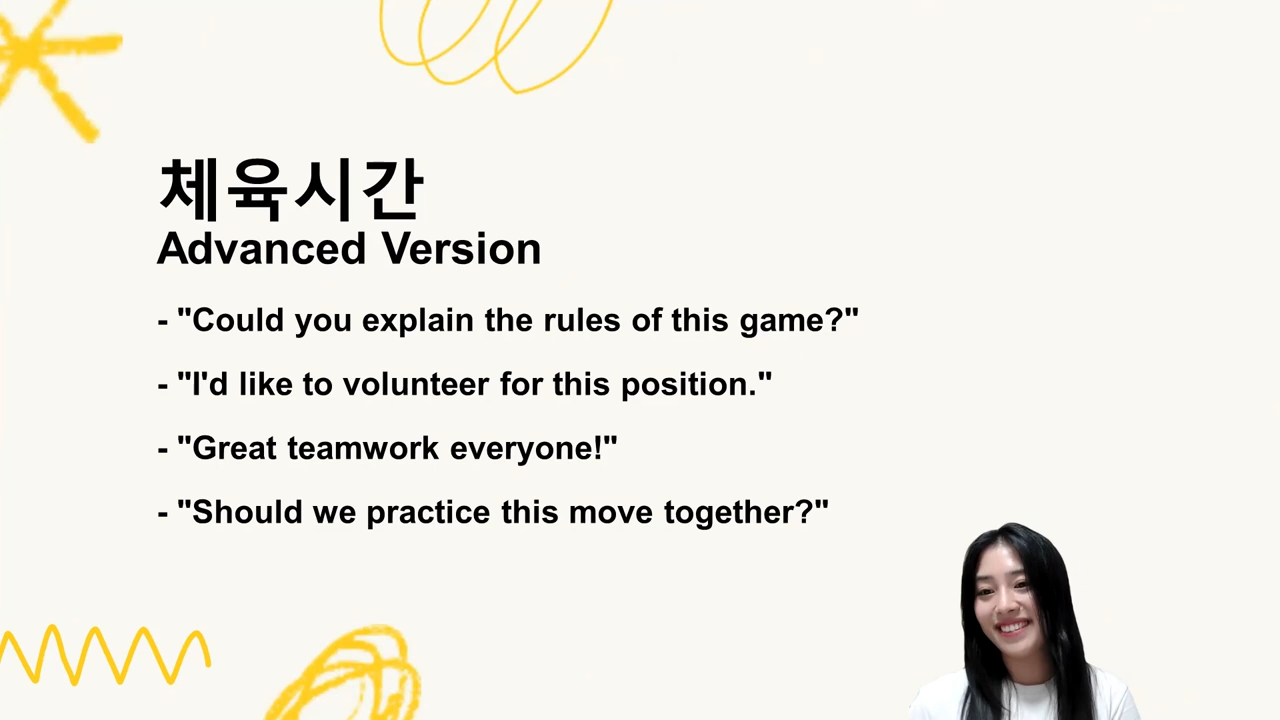 체육시간
Advanced Version
- "Could you explain the rules of this game?"
- "I'd like to volunteer for this position."
- "Great teamwork everyone!"
- "Should we practice this move together?"